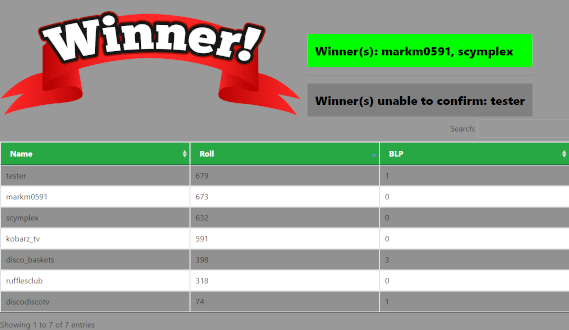 Winner!
Winner(s): markm0591, scymplex
Winner(s) unable to confirm: tester
Search:
Name Roll BLP
tester 679 1
markm0591 673 0
scymplex 632 0
kobarz_tv 591 0
disco_baskets 398 3
rufflesclub 318 0
discodiscotv 74 1
Showing 1 to 7 of 7 entries